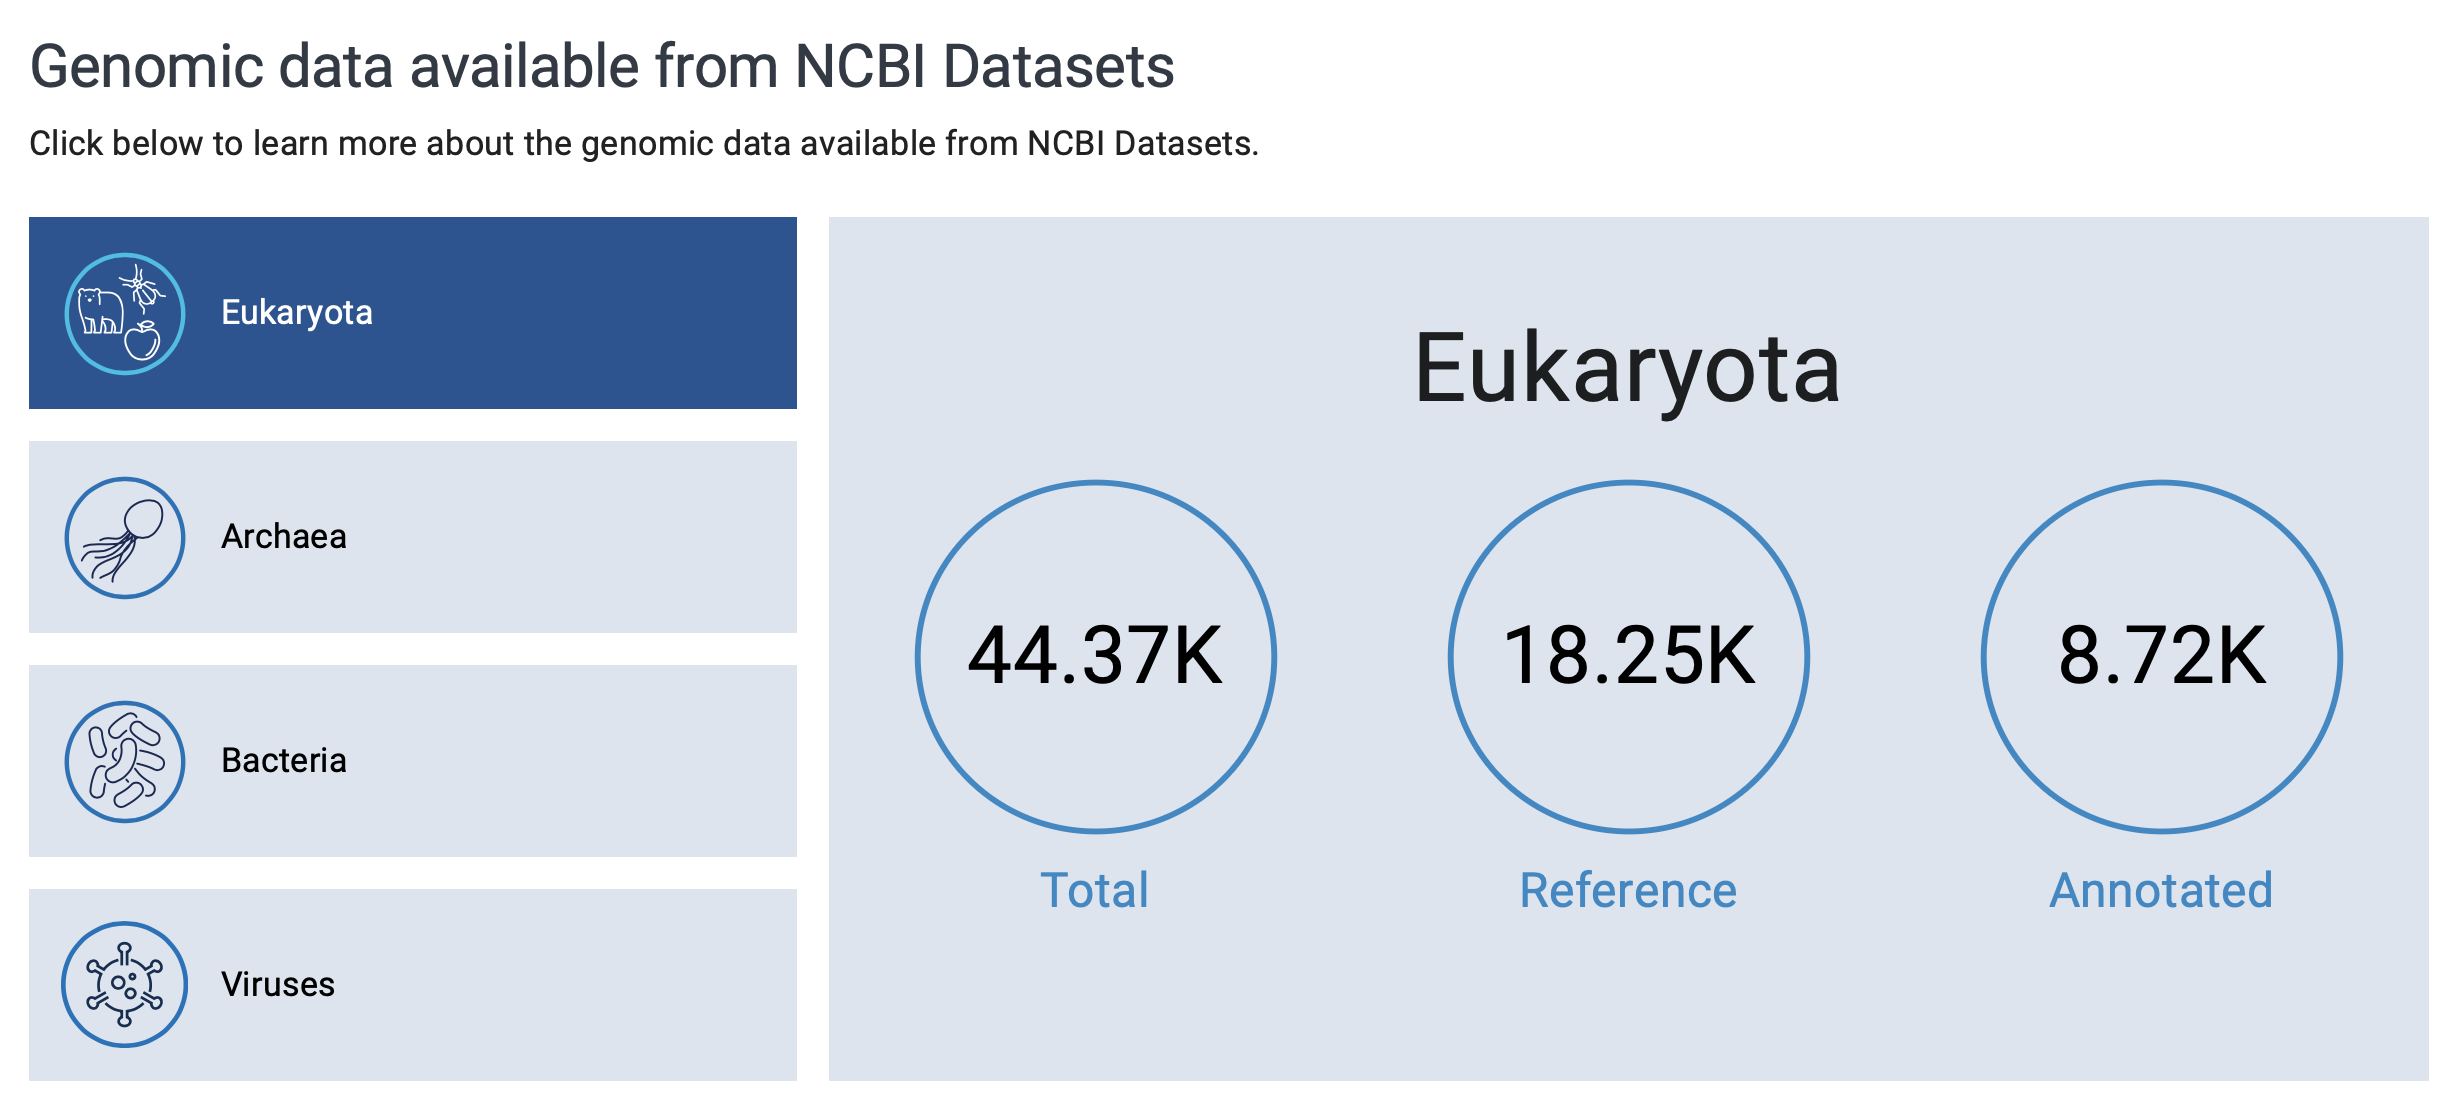 Genomic data available from NCBI Datasets
Click below to learn more about the genomic data available from NCBI Datasets.
Eukaryota
Archaea
Bacteria
Viruses
Eukaryota
44.37K
18.25K
8.72K
Total
Reference
Annotated